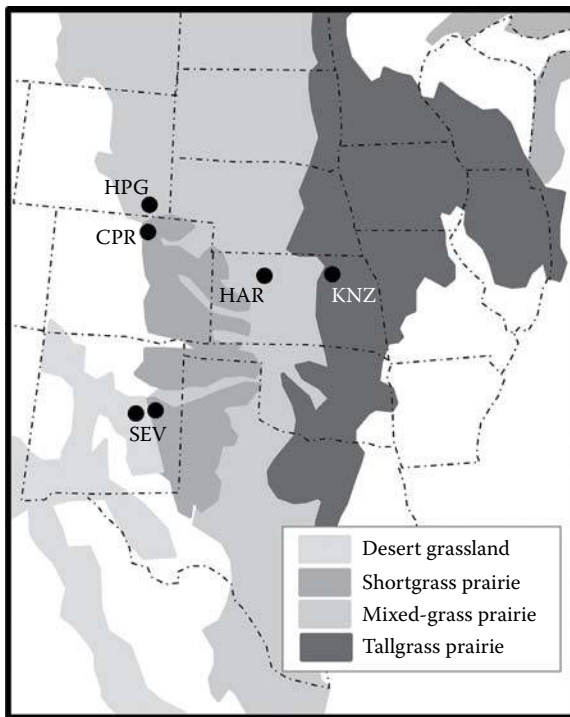 HPG
CPR
HAR
KNZ
SEV
Desert grassland
Shortgrass prairie
Mixed-grass prairie
Tallgrass prairie